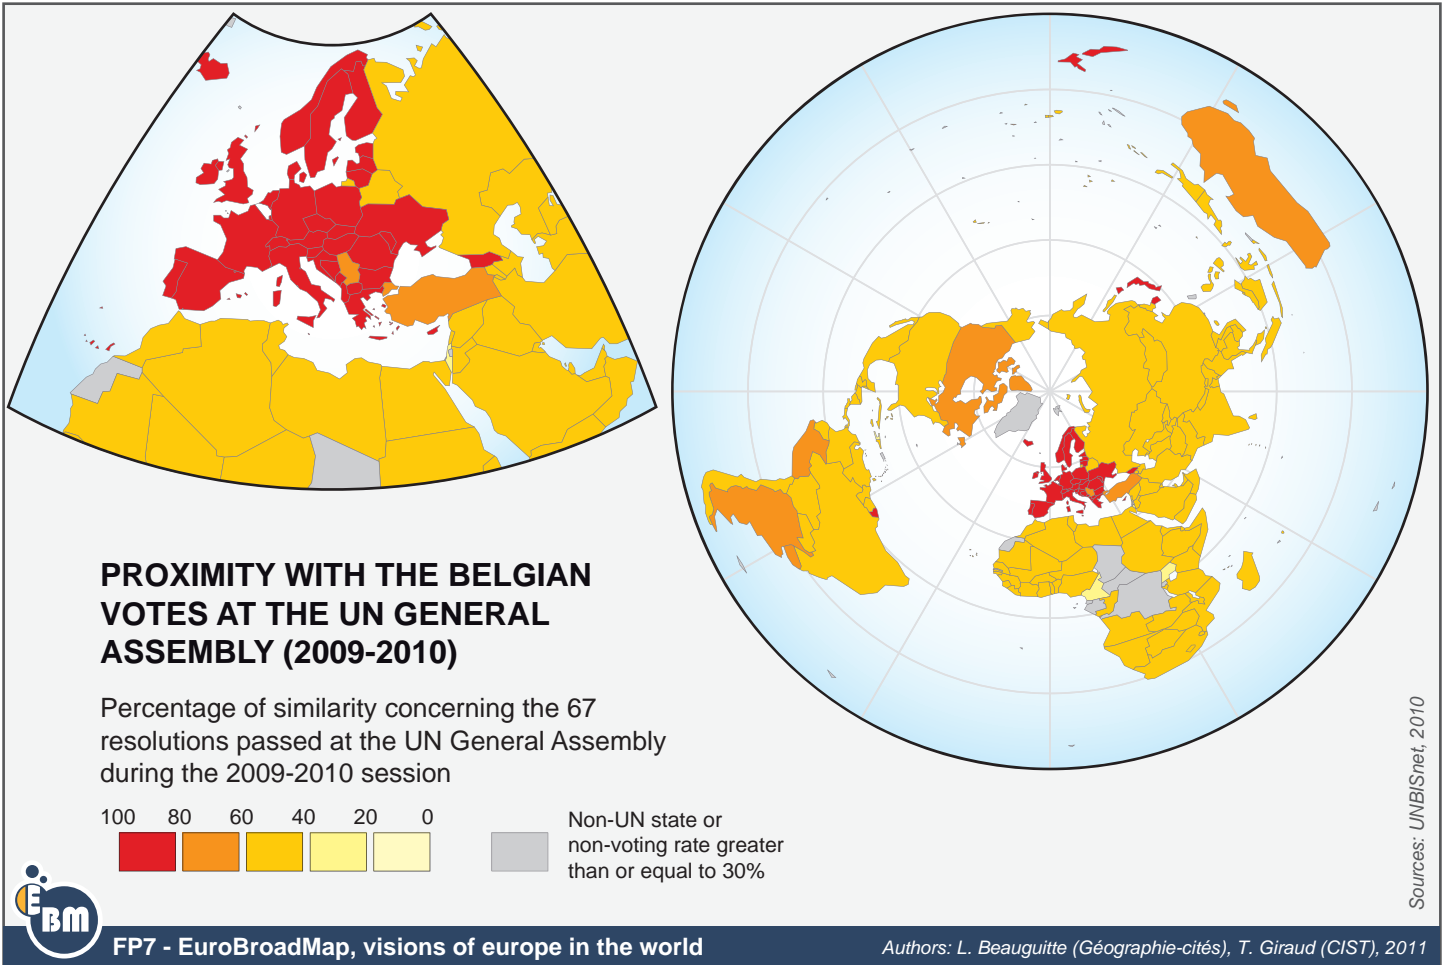 PROXIMITY WITH THE BELGIAN
VOTES AT THE UN GENERAL
ASSEMBLY (2009-2010)
Percentage of similarity concerning the 67
resolutions passed at the UN General Assembly
during the 2009-2010 session
100 80 60 40 20 0
Non-UN state or
non-voting rate greater
than or equal to 30%
Sources: UNBISnet, 2010
EBM
FP7 - EuroBroadMap, visions of europe in the world
Authors: L. Beauguitte (Géographie-cités), T. Giraud (CIST), 2011